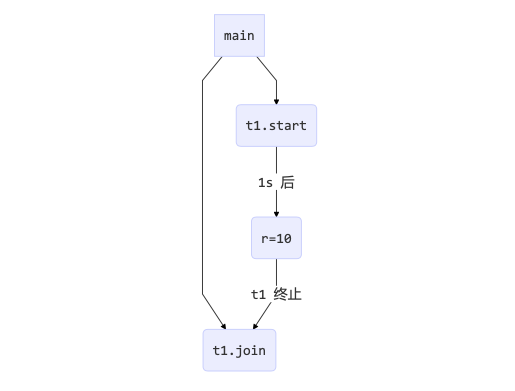 main
t1.start
1s 后
r=10
t1 终止
t1.join